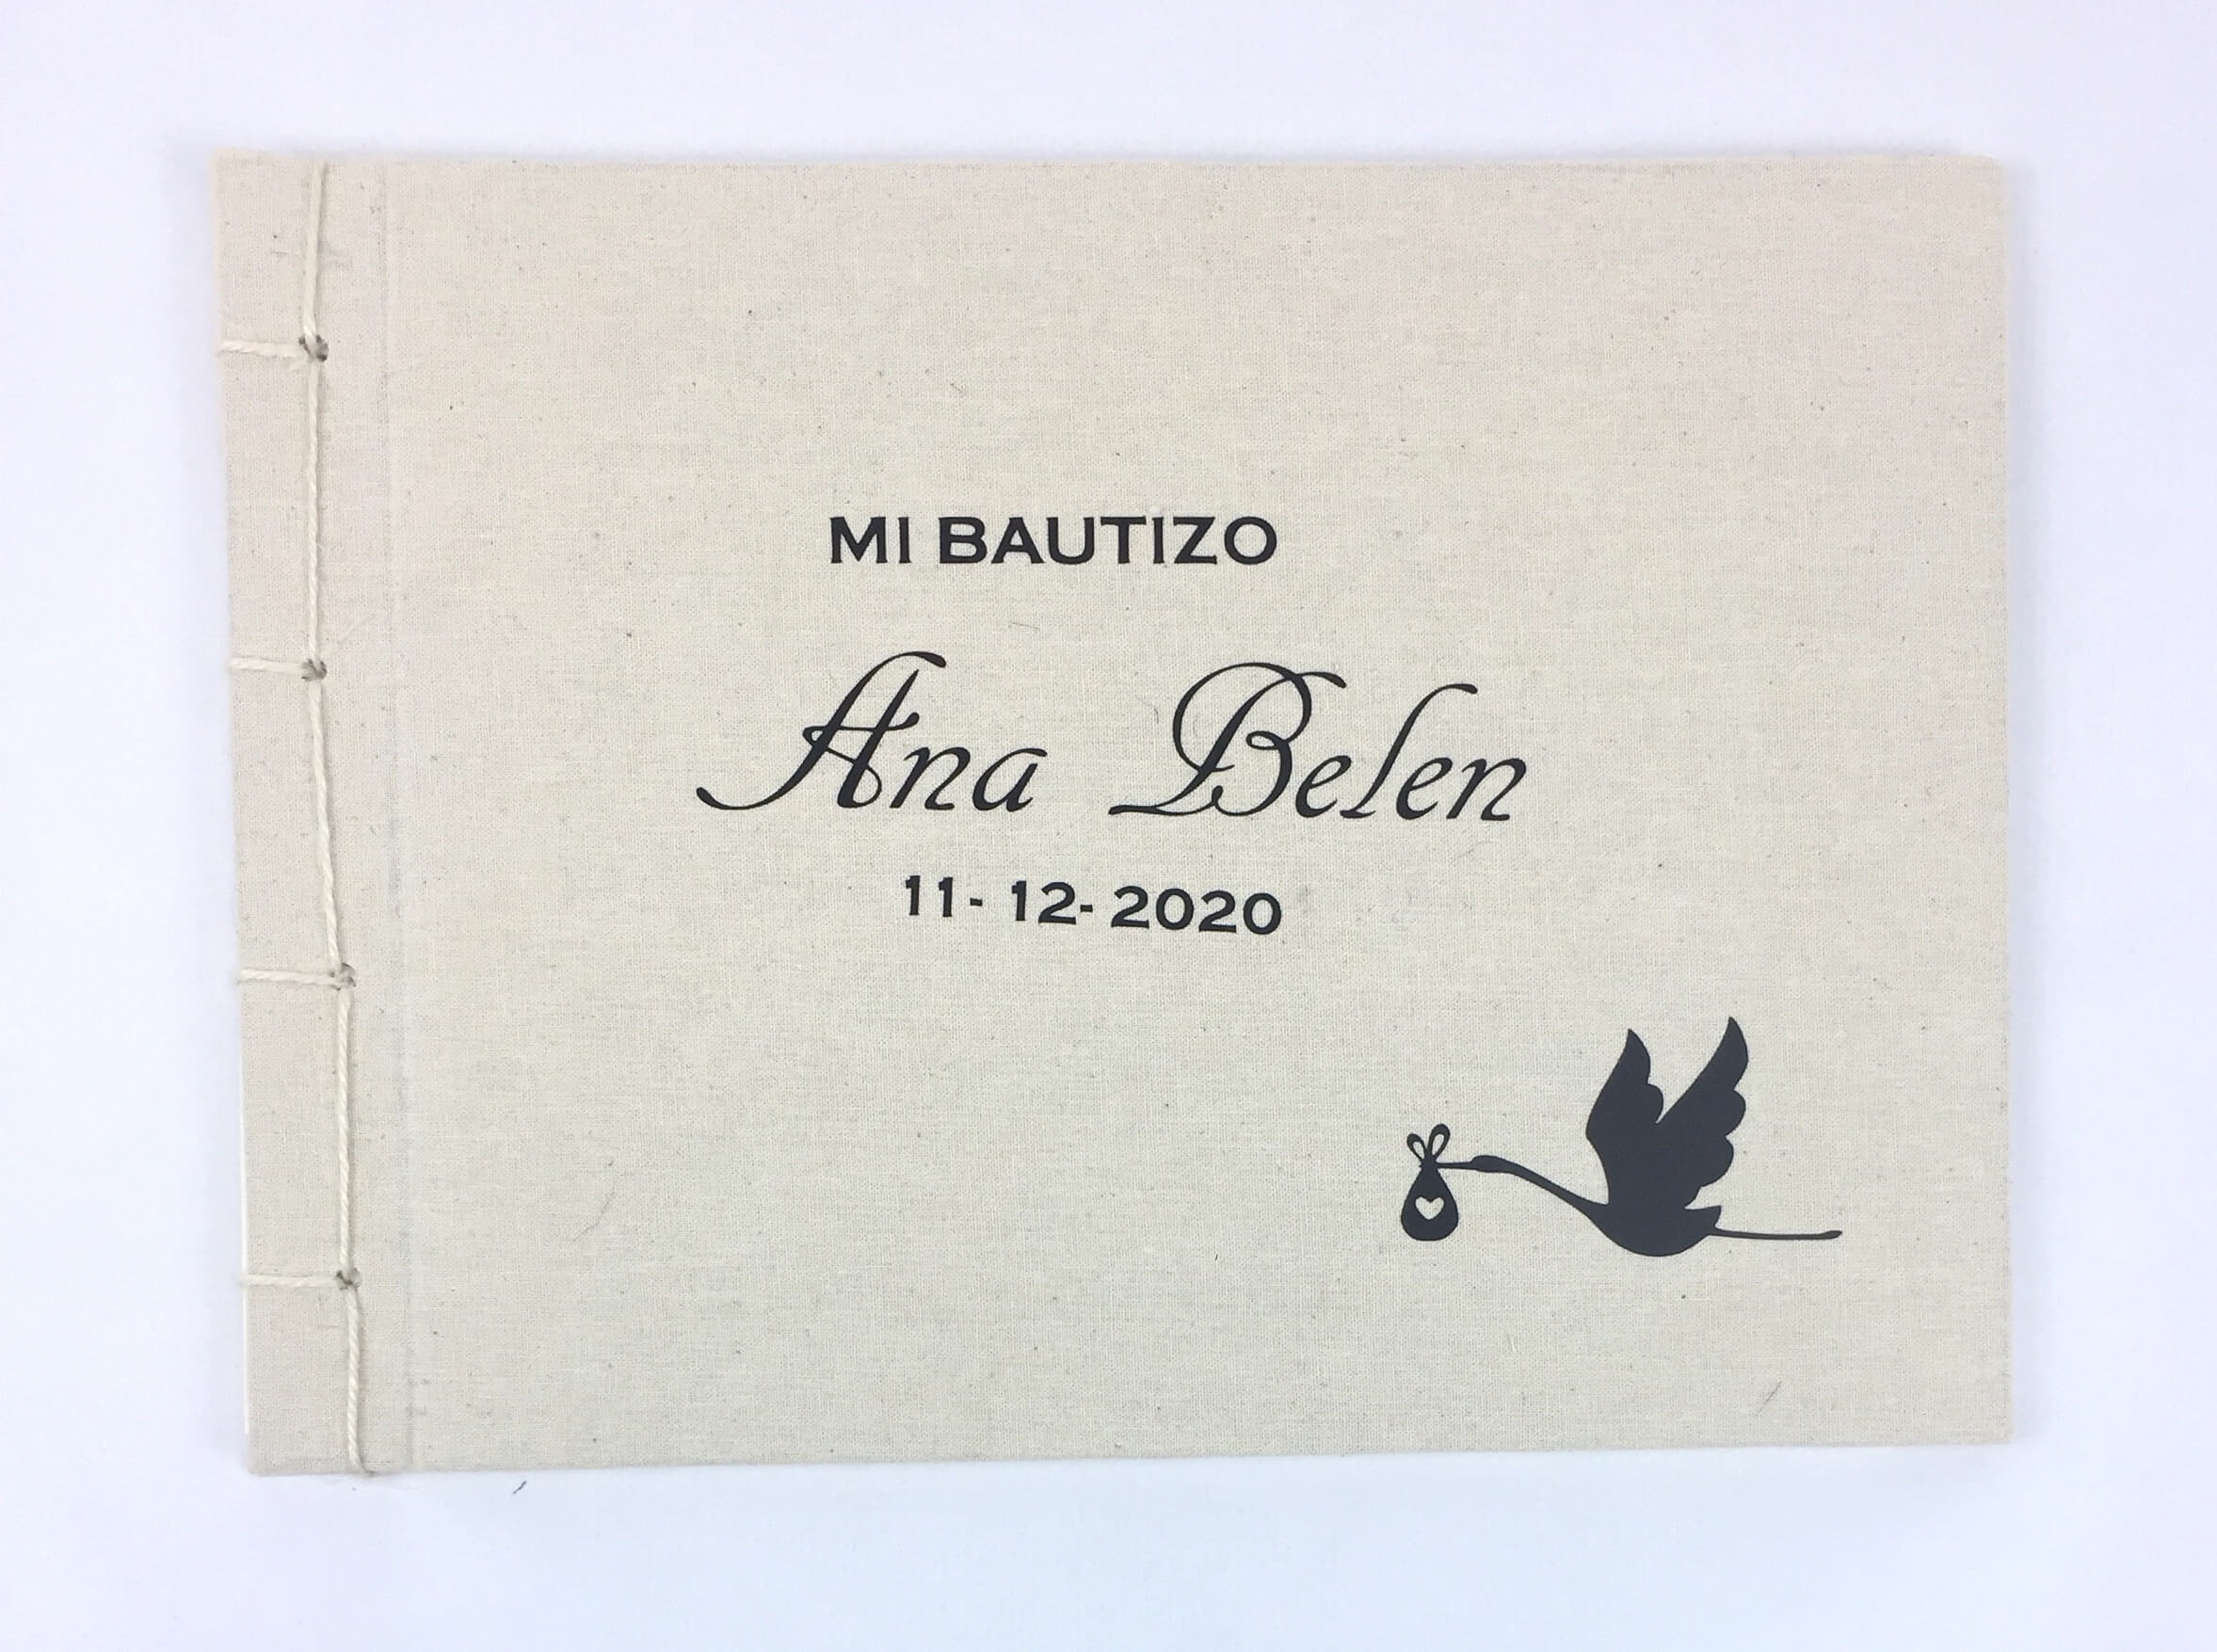 MI BAUTIZO
Ana Belen
11- 12- 2020